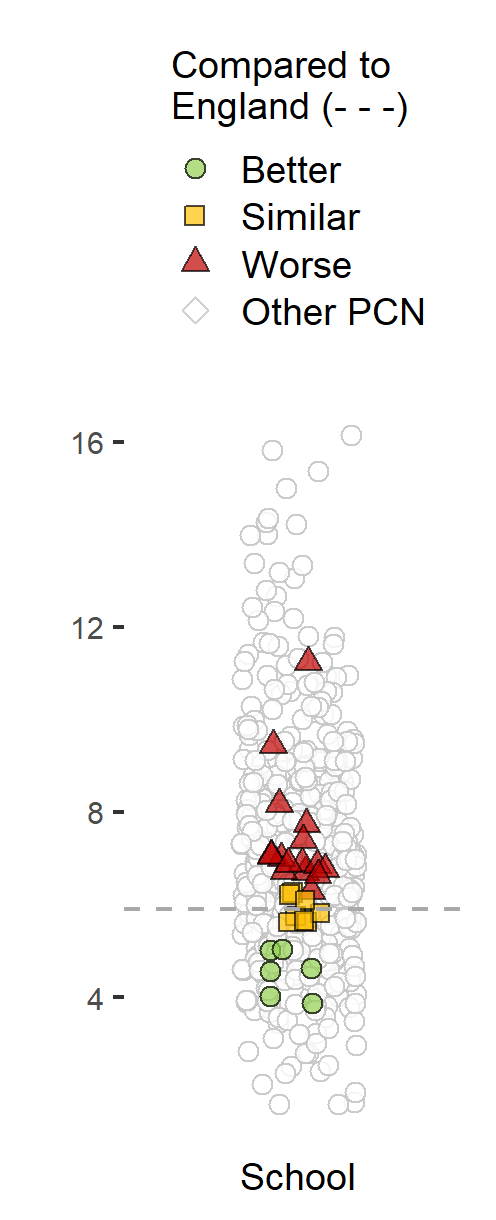 Compared to
England (- - -)
Better
Similar
Worse
Other PCN
16
12
8
4
School